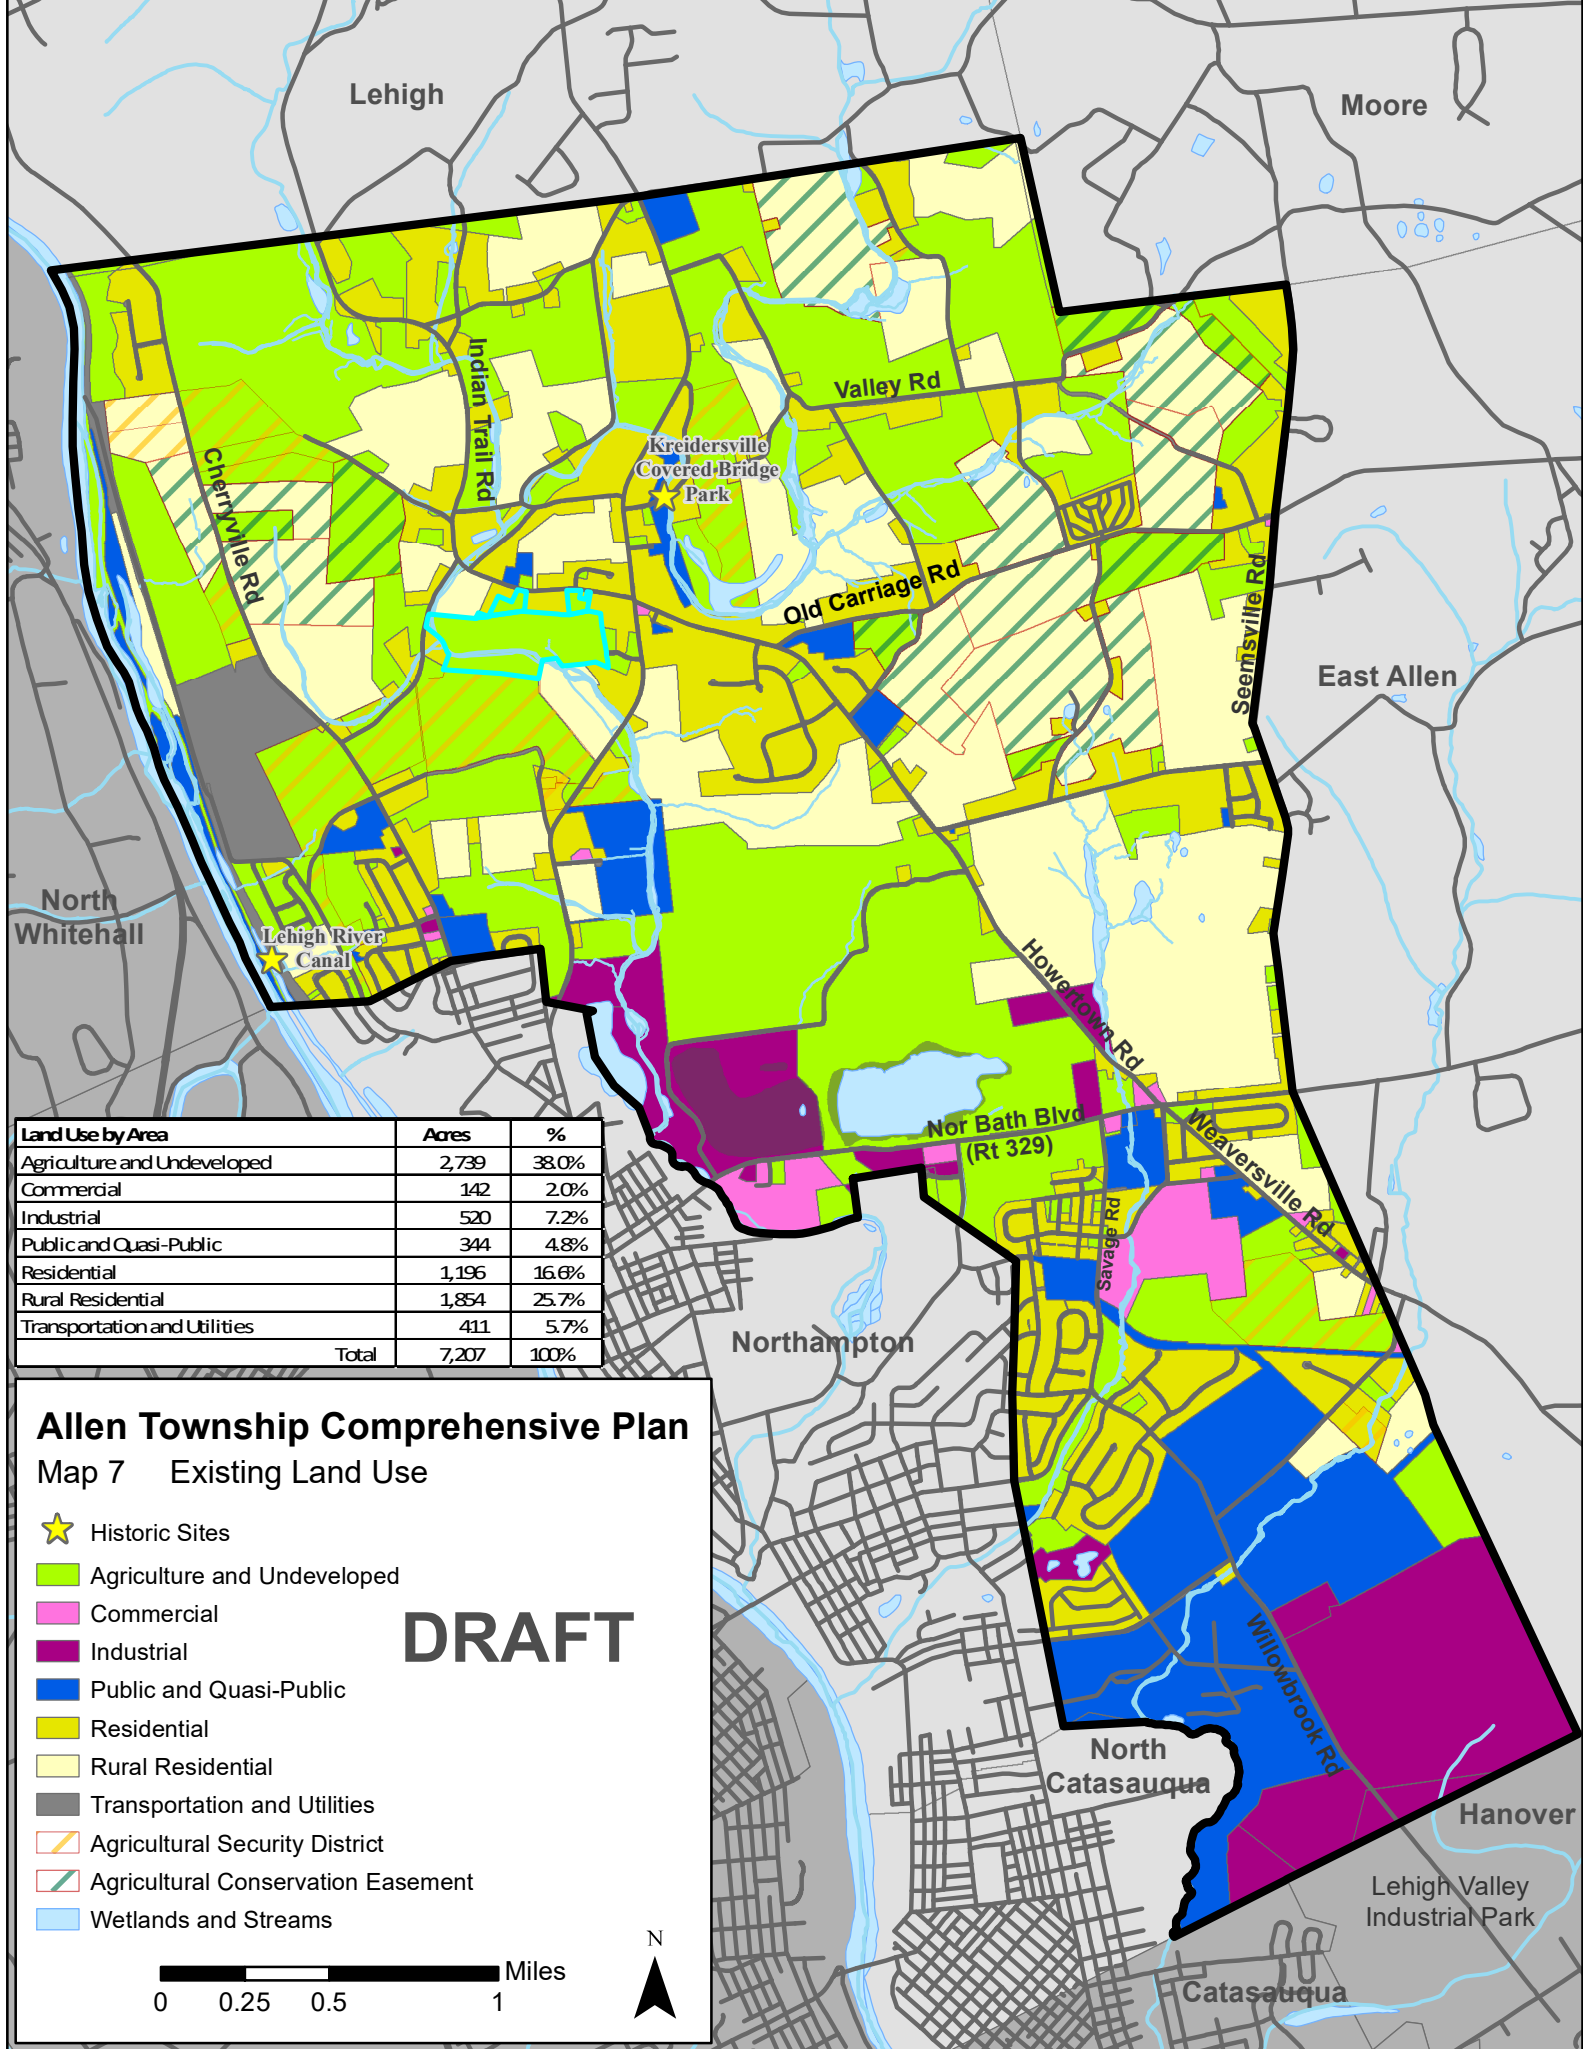 Lehigh
Moore
Indian Trail Rd
Valley Rd
Kreidersville
Covered Bridge
Park
Cherryville Rd
Old Carriage Rd
Seemsville Rd
East Allen
North
Whitehall
Lehigh River
Canal
Howertown Rd
Nor Bath Blvd
(Rt 329)
Weaversville Rd
Savage Rd
Land Use by Area Acres %
Agriculture and Undeveloped 2,739 38.0%
Commercial 142 2.0%
Industrial 520 7.2%
Public and Quasi-Public 344 4.8%
Residential 1,196 16.6%
Rural Residential 1,854 25.7%
Transportation and Utilities 411 5.7%
Total 7,207 100%
Northampton
Allen Township Comprehensive Plan
Map 7 Existing Land Use
Historic Sites
Agriculture and Undeveloped
Commercial
Industrial
DRAFT
Public and Quasi-Public
Residential
Rural Residential
Transportation and Utilities
Agricultural Security District
Agricultural Conservation Easement
Wetlands and Streams
N
Miles
0 0.25 0.5 1
Willowbrook Rd
North
Catasauqua
Hanover
Lehigh Valley
Industrial Park
Catasauqua